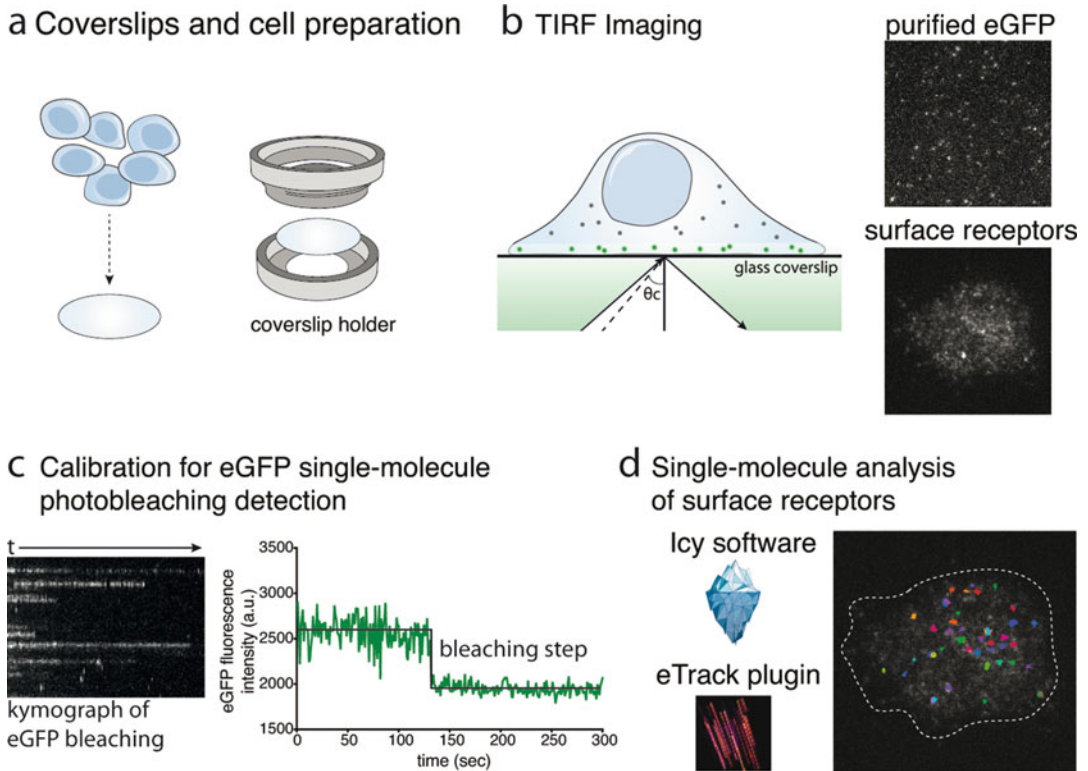 a Coverslips and cell preparation
coverslip holder
b TIRF Imaging
glass coverslip
θc
purified eGFP
surface receptors
c Calibration for eGFP single-molecule
photobleaching detection
t
kymograph of
eGFP bleaching
eGFP fluorescence
intensity (a.u.)
3500
3000
2500
2000
1500
bleaching step
0
50
100
150
200
250
300
time (sec)
d Single-molecule analysis
of surface receptors
Icy software
eTrack plugin